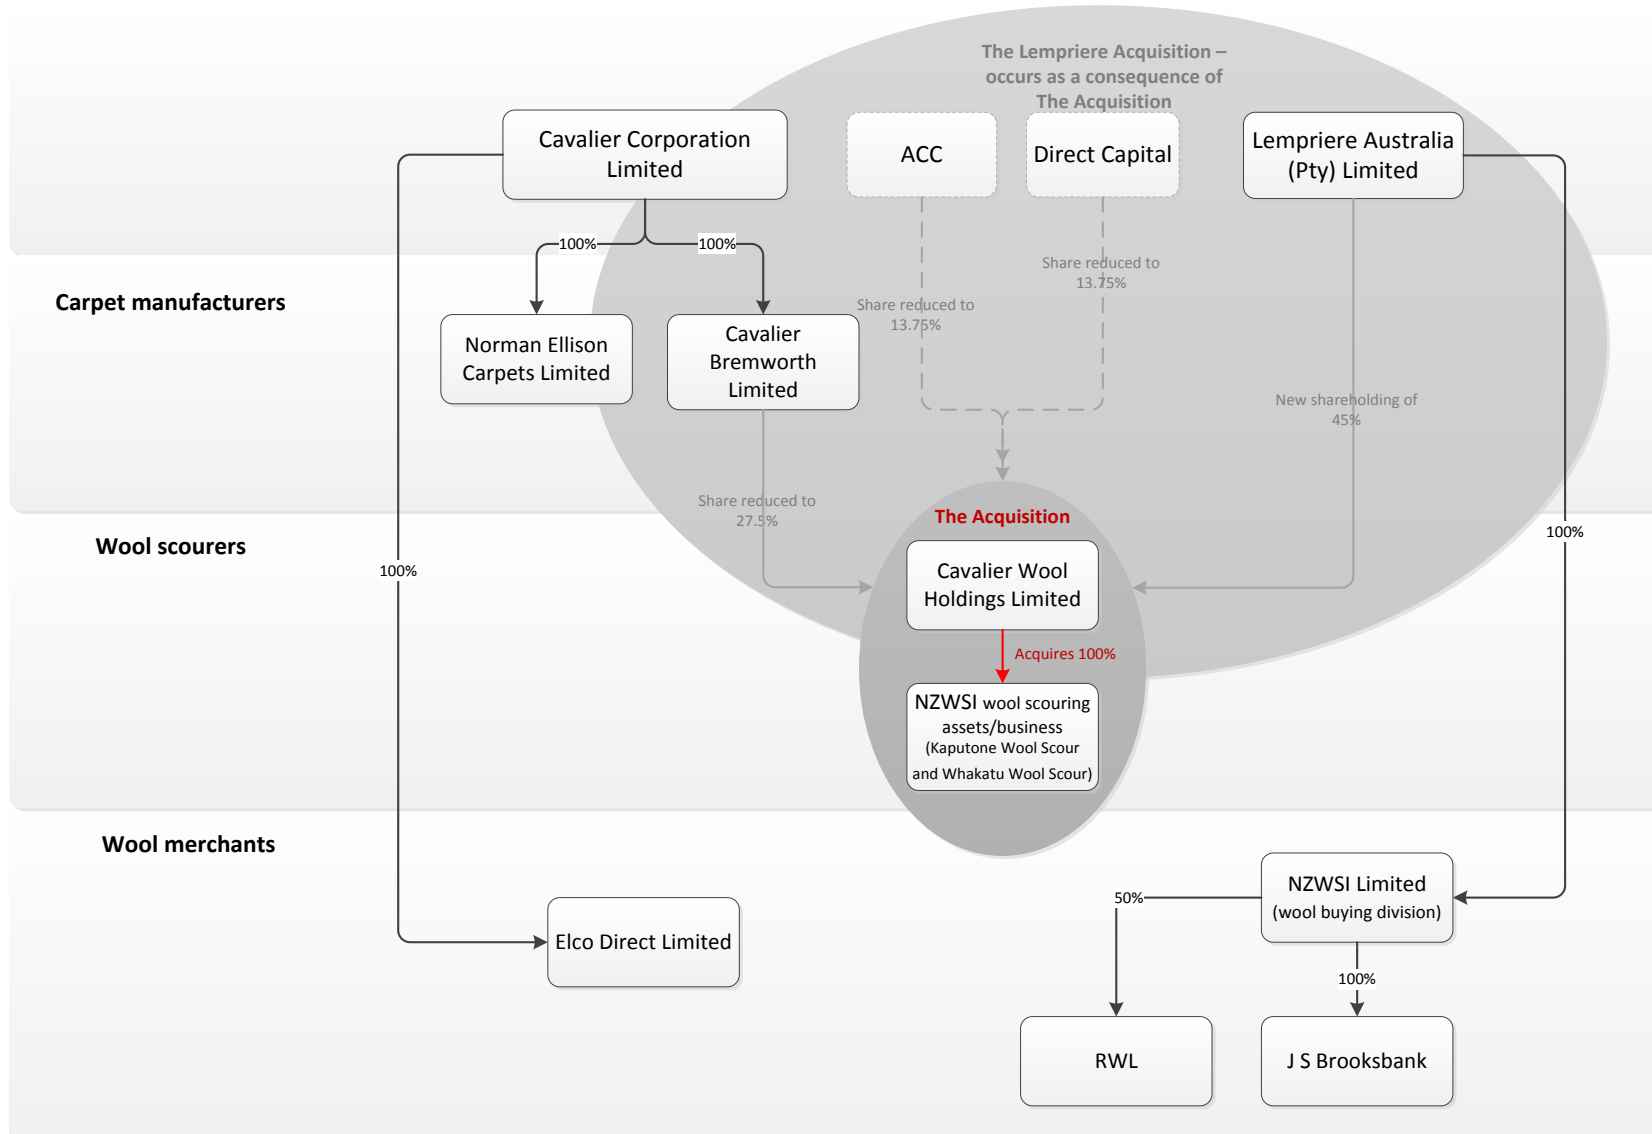 The Lempriere Acquisition –
occurs as a consequence of
The Acquisition
Cavalier Corporation
Limited
ACC
Direct Capital
Lempriere Australia
(Pty) Limited
100%
100%
Share reduced to
13.75%
Share reduced to
13.75%
Carpet manufacturers
Norman Ellison
Carpets Limited
Cavalier
Bremworth
Limited
New shareholding of
45%
Share reduced to
27.5%
The Acquisition
Wool scourers
100%
100%
Cavalier Wool
Holdings Limited
Acquires 100%
NZWSI wool scouring
assets/business
(Kaputone Wool Scour
and Whakatu Wool Scour)
Wool merchants
NZWSI Limited
(wool buying division)
50%
Elco Direct Limited
100%
RWL
J S Brooksbank